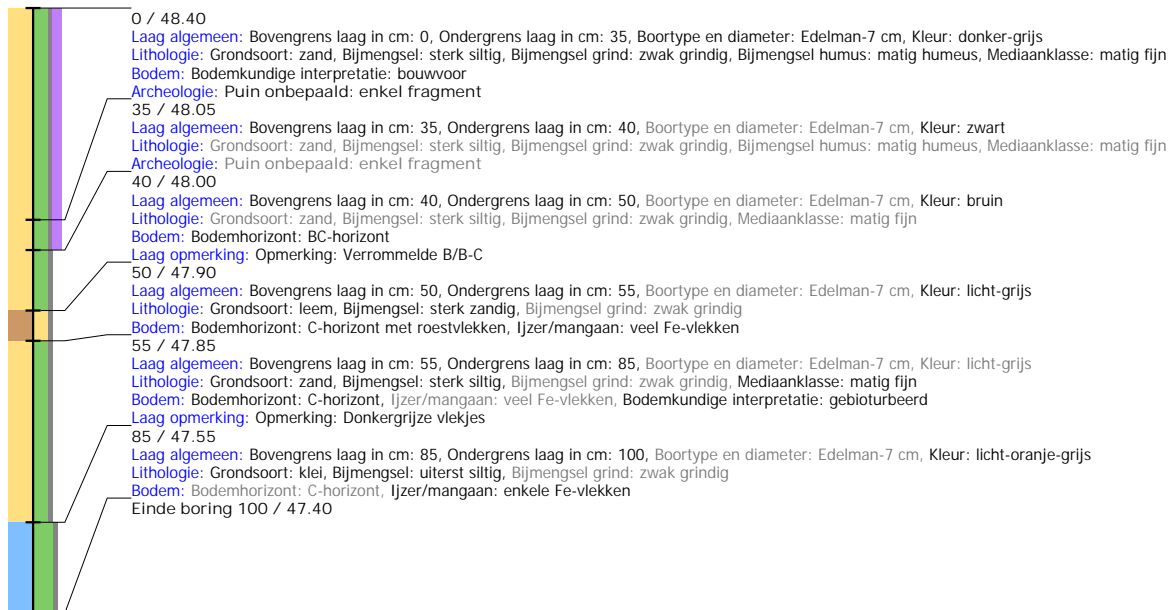 0 / 48.40
Laag algemeen: Bovengrens laag in cm: 0, Ondergrens laag in cm: 35, Boortype en diameter: Edelman-7 cm, Kleur: donker-grijs
Lithologie: Grondsoort: zand, Bijmengsel: sterk siltig, Bijmengsel grind: zwak grindig, Bijmengsel humus: matig humeus, Mediaanklasse: matig fijn
Bodem: Bodemkundige interpretatie: bouwvoor
Archeologie: Puin onbepaald: enkel fragment
35 / 48.05
Laag algemeen: Bovengrens laag in cm: 35, Ondergrens laag in cm: 40, Boortype en diameter: Edelman-7 cm, Kleur: zwart
Lithologie: Grondsoort: zand, Bijmengsel: sterk siltig, Bijmengsel grind: zwak grindig, Bijmengsel humus: matig humeus, Mediaanklasse: matig fijn
Archeologie: Puin onbepaald: enkel fragment
40 / 48.00
Laag algemeen: Bovengrens laag in cm: 40, Ondergrens laag in cm: 50, Boortype en diameter: Edelman-7 cm, Kleur: bruin
Lithologie: Grondsoort: zand, Bijmengsel: sterk siltig, Bijmengsel grind: zwak grindig, Mediaanklasse: matig fijn
Bodem: Bodemhorizont: BC-horizont
Laag opmerking: Opmerking: Verrommelde B/B-C
50 / 47.90
Laag algemeen: Bovengrens laag in cm: 50, Ondergrens laag in cm: 55, Boortype en diameter: Edelman-7 cm, Kleur: licht-grijs
Lithologie: Grondsoort: leem, Bijmengsel: sterk zandig, Bijmengsel grind: zwak grindig
Bodem: Bodemhorizont: C-horizont met roestvlekken, Ijzer/mangaan: veel Fe-vlekken
55 / 47.85
Laag algemeen: Bovengrens laag in cm: 55, Ondergrens laag in cm: 85, Boortype en diameter: Edelman-7 cm, Kleur: licht-grijs
Lithologie: Grondsoort: zand, Bijmengsel: sterk siltig, Bijmengsel grind: zwak grindig, Mediaanklasse: matig fijn
Bodem: Bodemhorizont: C-horizont, Ijzer/mangaan: veel Fe-vlekken, Bodemkundige interpretatie: gebioturbeerd
Laag opmerking: Opmerking: Donkergrijze vlekjes
85 / 47.55
Laag algemeen: Bovengrens laag in cm: 85, Ondergrens laag in cm: 100, Boortype en diameter: Edelman-7 cm, Kleur: licht-oranje-grijs
Lithologie: Grondsoort: klei, Bijmengsel: uiterst siltig, Bijmengsel grind: zwak grindig
Bodem: Bodemhorizont: C-horizont, Ijzer/mangaan: enkele Fe-vlekken
Einde boring 100 / 47.40